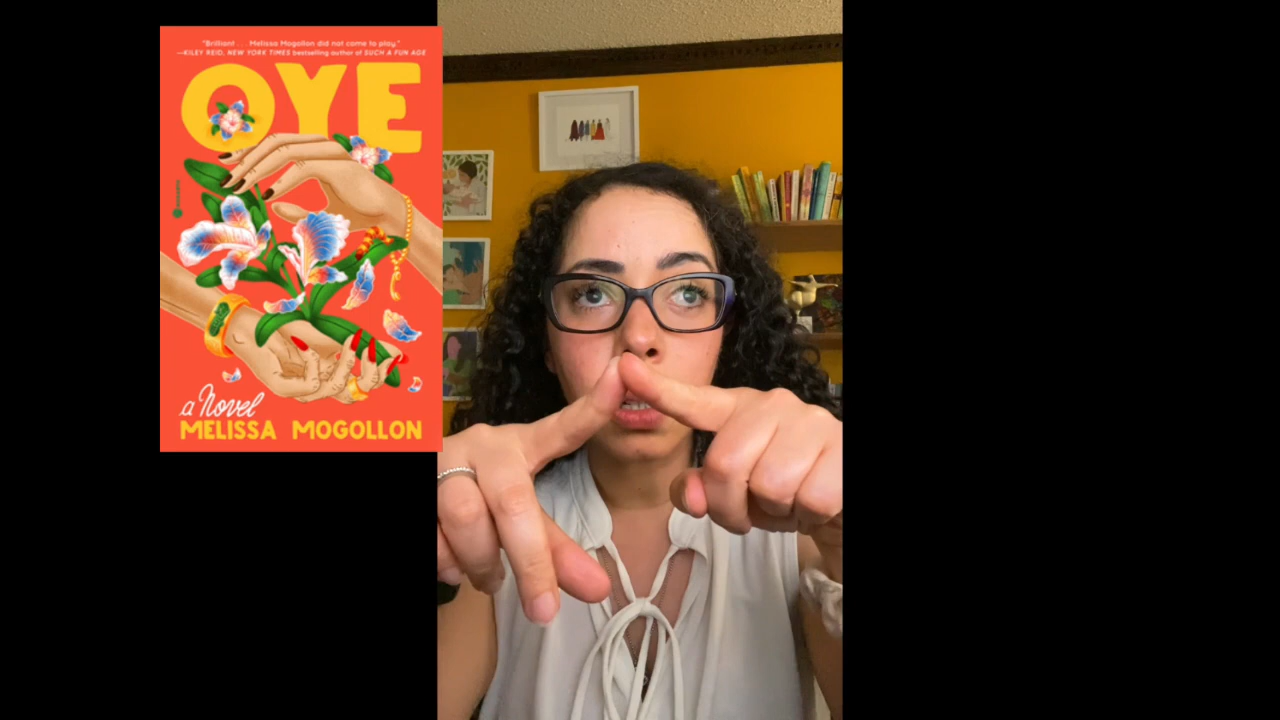 "Brilliant . . . Melissa Mogollon did not come to play."
—KILEY REID, NEW YORK TIMES bestselling author of SUCH A FUN AGE
OYE
a Novel
MELISSA MOGOLLON